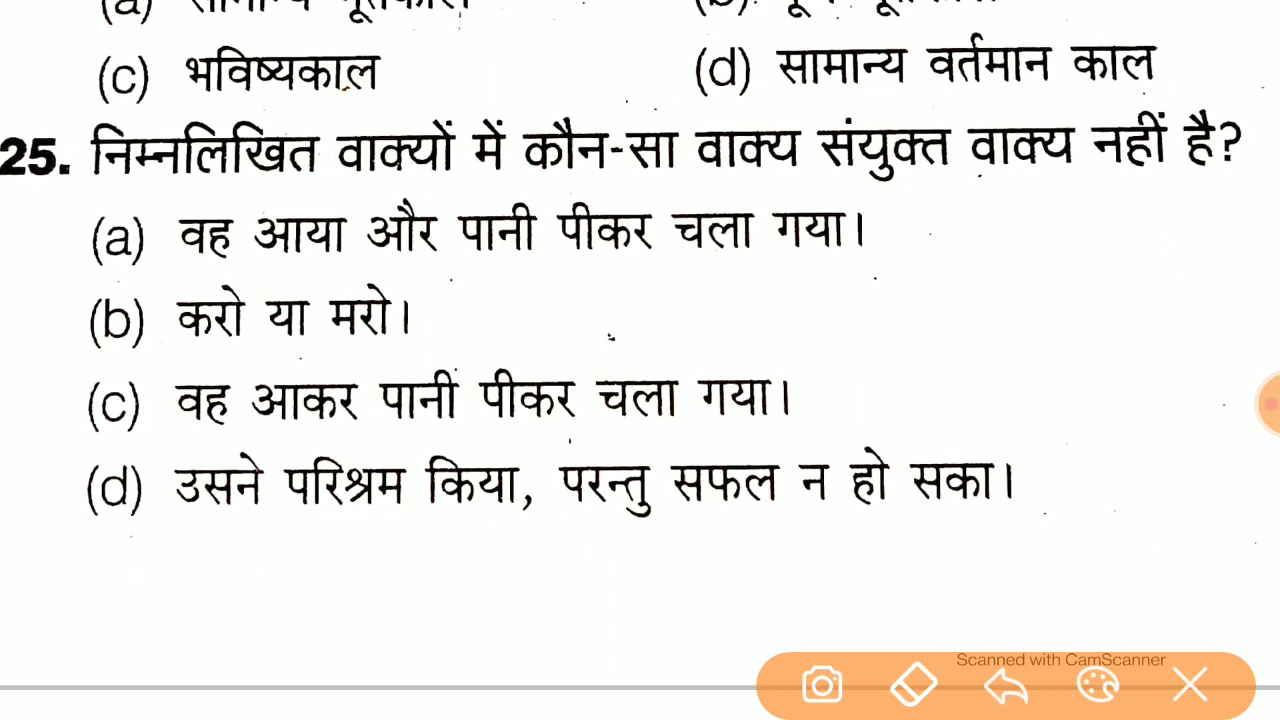 (a)
(b)
(c) भविष्यकाल (d) सामान्य वर्तमान काल
25. निम्नलिखित वाक्यों में कौन-सा वाक्य संयुक्त वाक्य नहीं है?
(a) वह आया और पानी पीकर चला गया।
(b) करो या मरो।
(c) वह आकर पानी पीकर चला गया।
(d) उसने परिश्रम किया, परन्तु सफल न हो सका।
Scanned with CamScanner